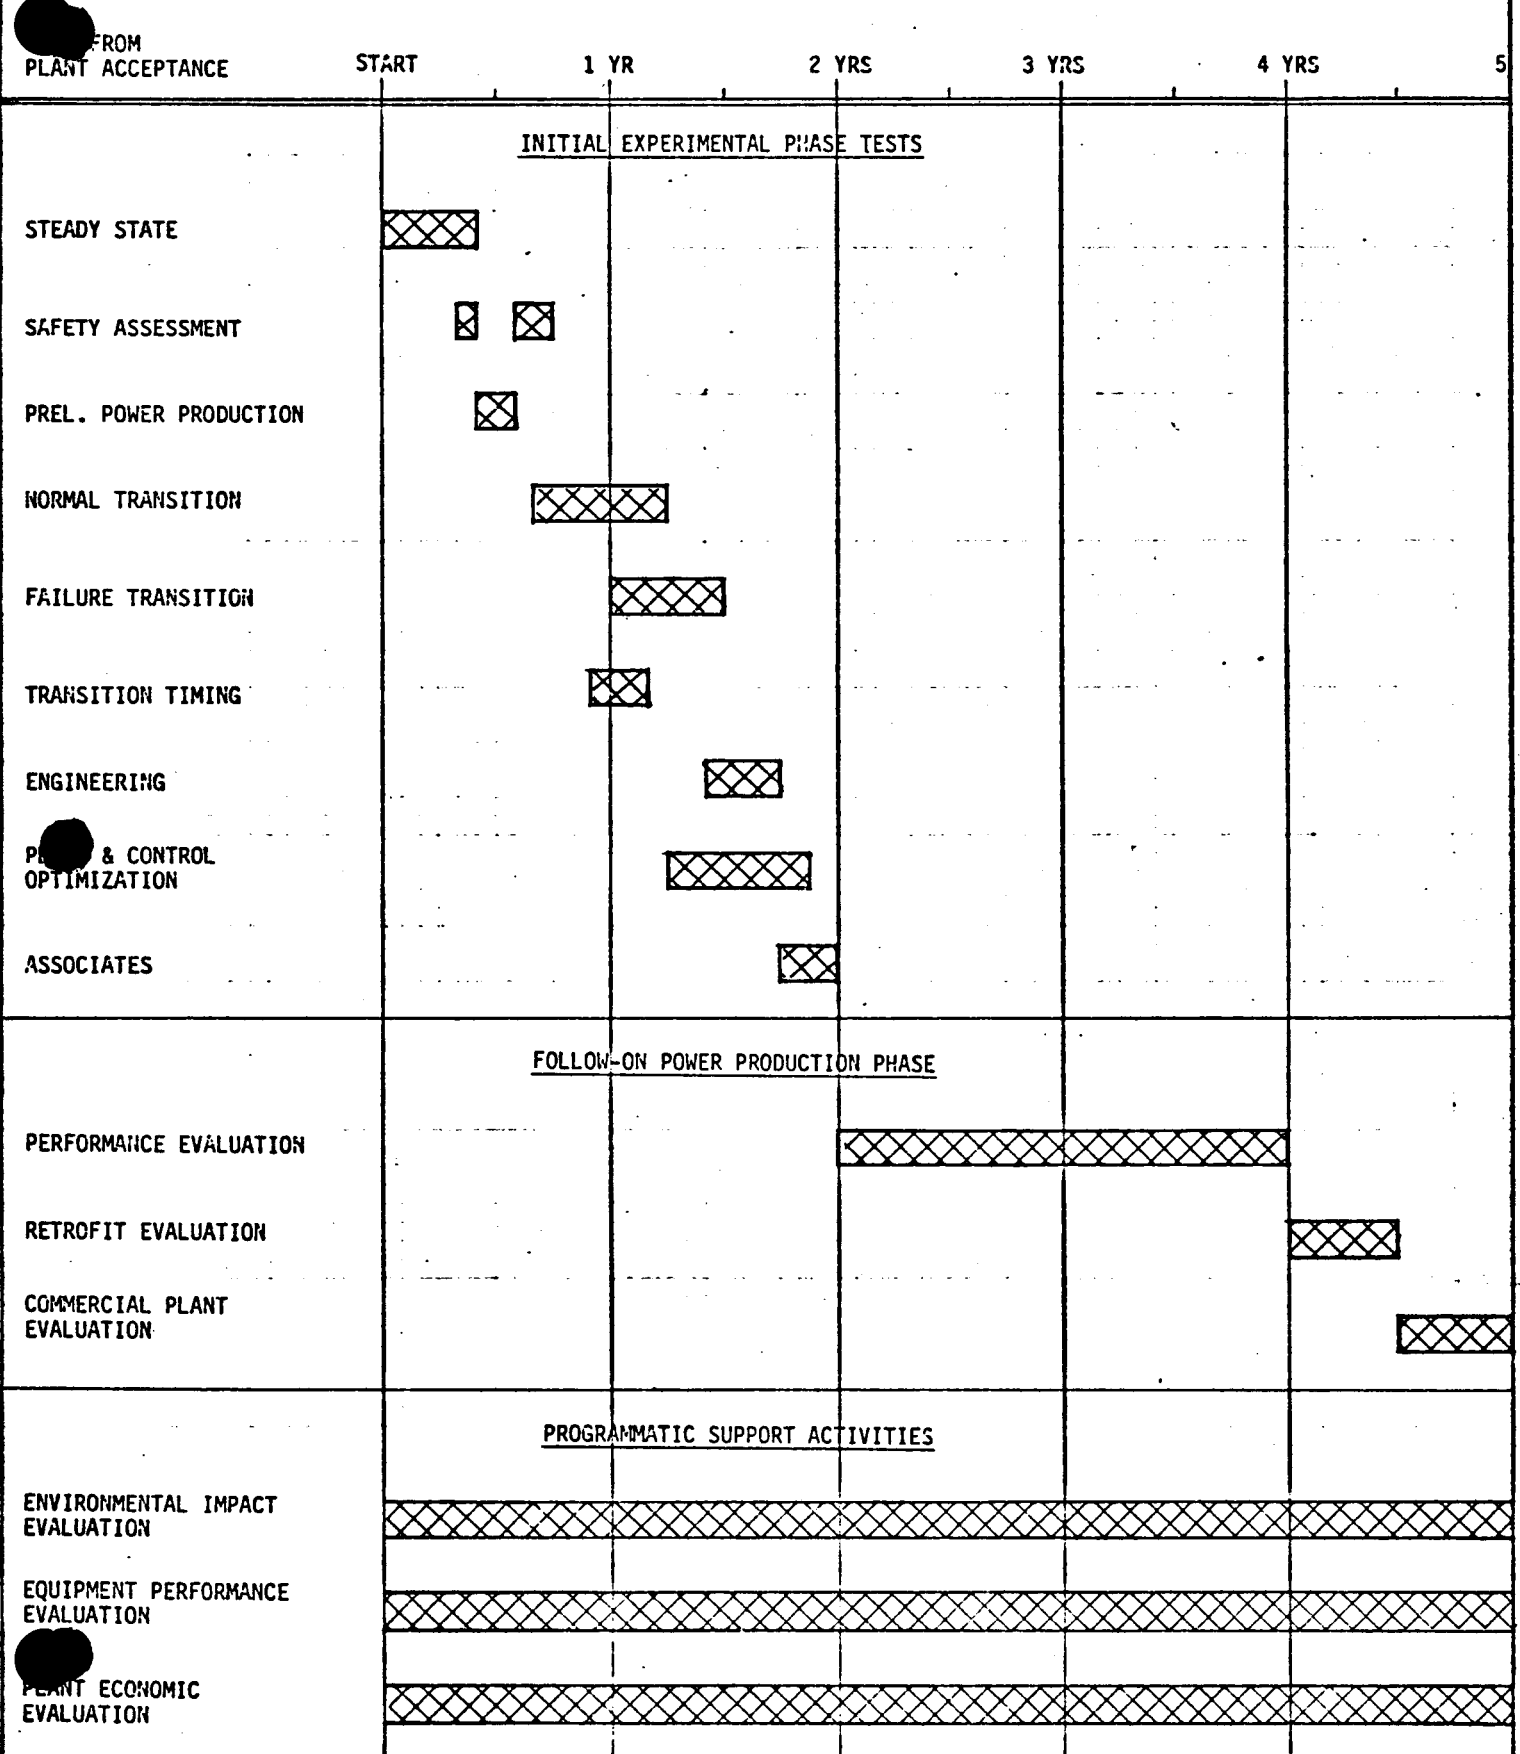 FROM
PLANT ACCEPTANCE START 1 YR 2 YRS 3 YRS 4 YRS 5
INITIAL EXPERIMENTAL PHASE TESTS
STEADY STATE
SAFETY ASSESSMENT
PREL. POWER PRODUCTION
NORMAL TRANSITION
FAILURE TRANSITION
TRANSITION TIMING
ENGINEERING
& CONTROL
OPTIMIZATION
ASSOCIATES
FOLLOW-ON POWER PRODUCTION PHASE
PERFORMANCE EVALUATION
RETROFIT EVALUATION
COMMERCIAL PLANT
EVALUATION
PROGRAMMATIC SUPPORT ACTIVITIES
ENVIRONMENTAL IMPACT
EVALUATION
EQUIPMENT PERFORMANCE
EVALUATION
PLANT ECONOMIC
EVALUATION